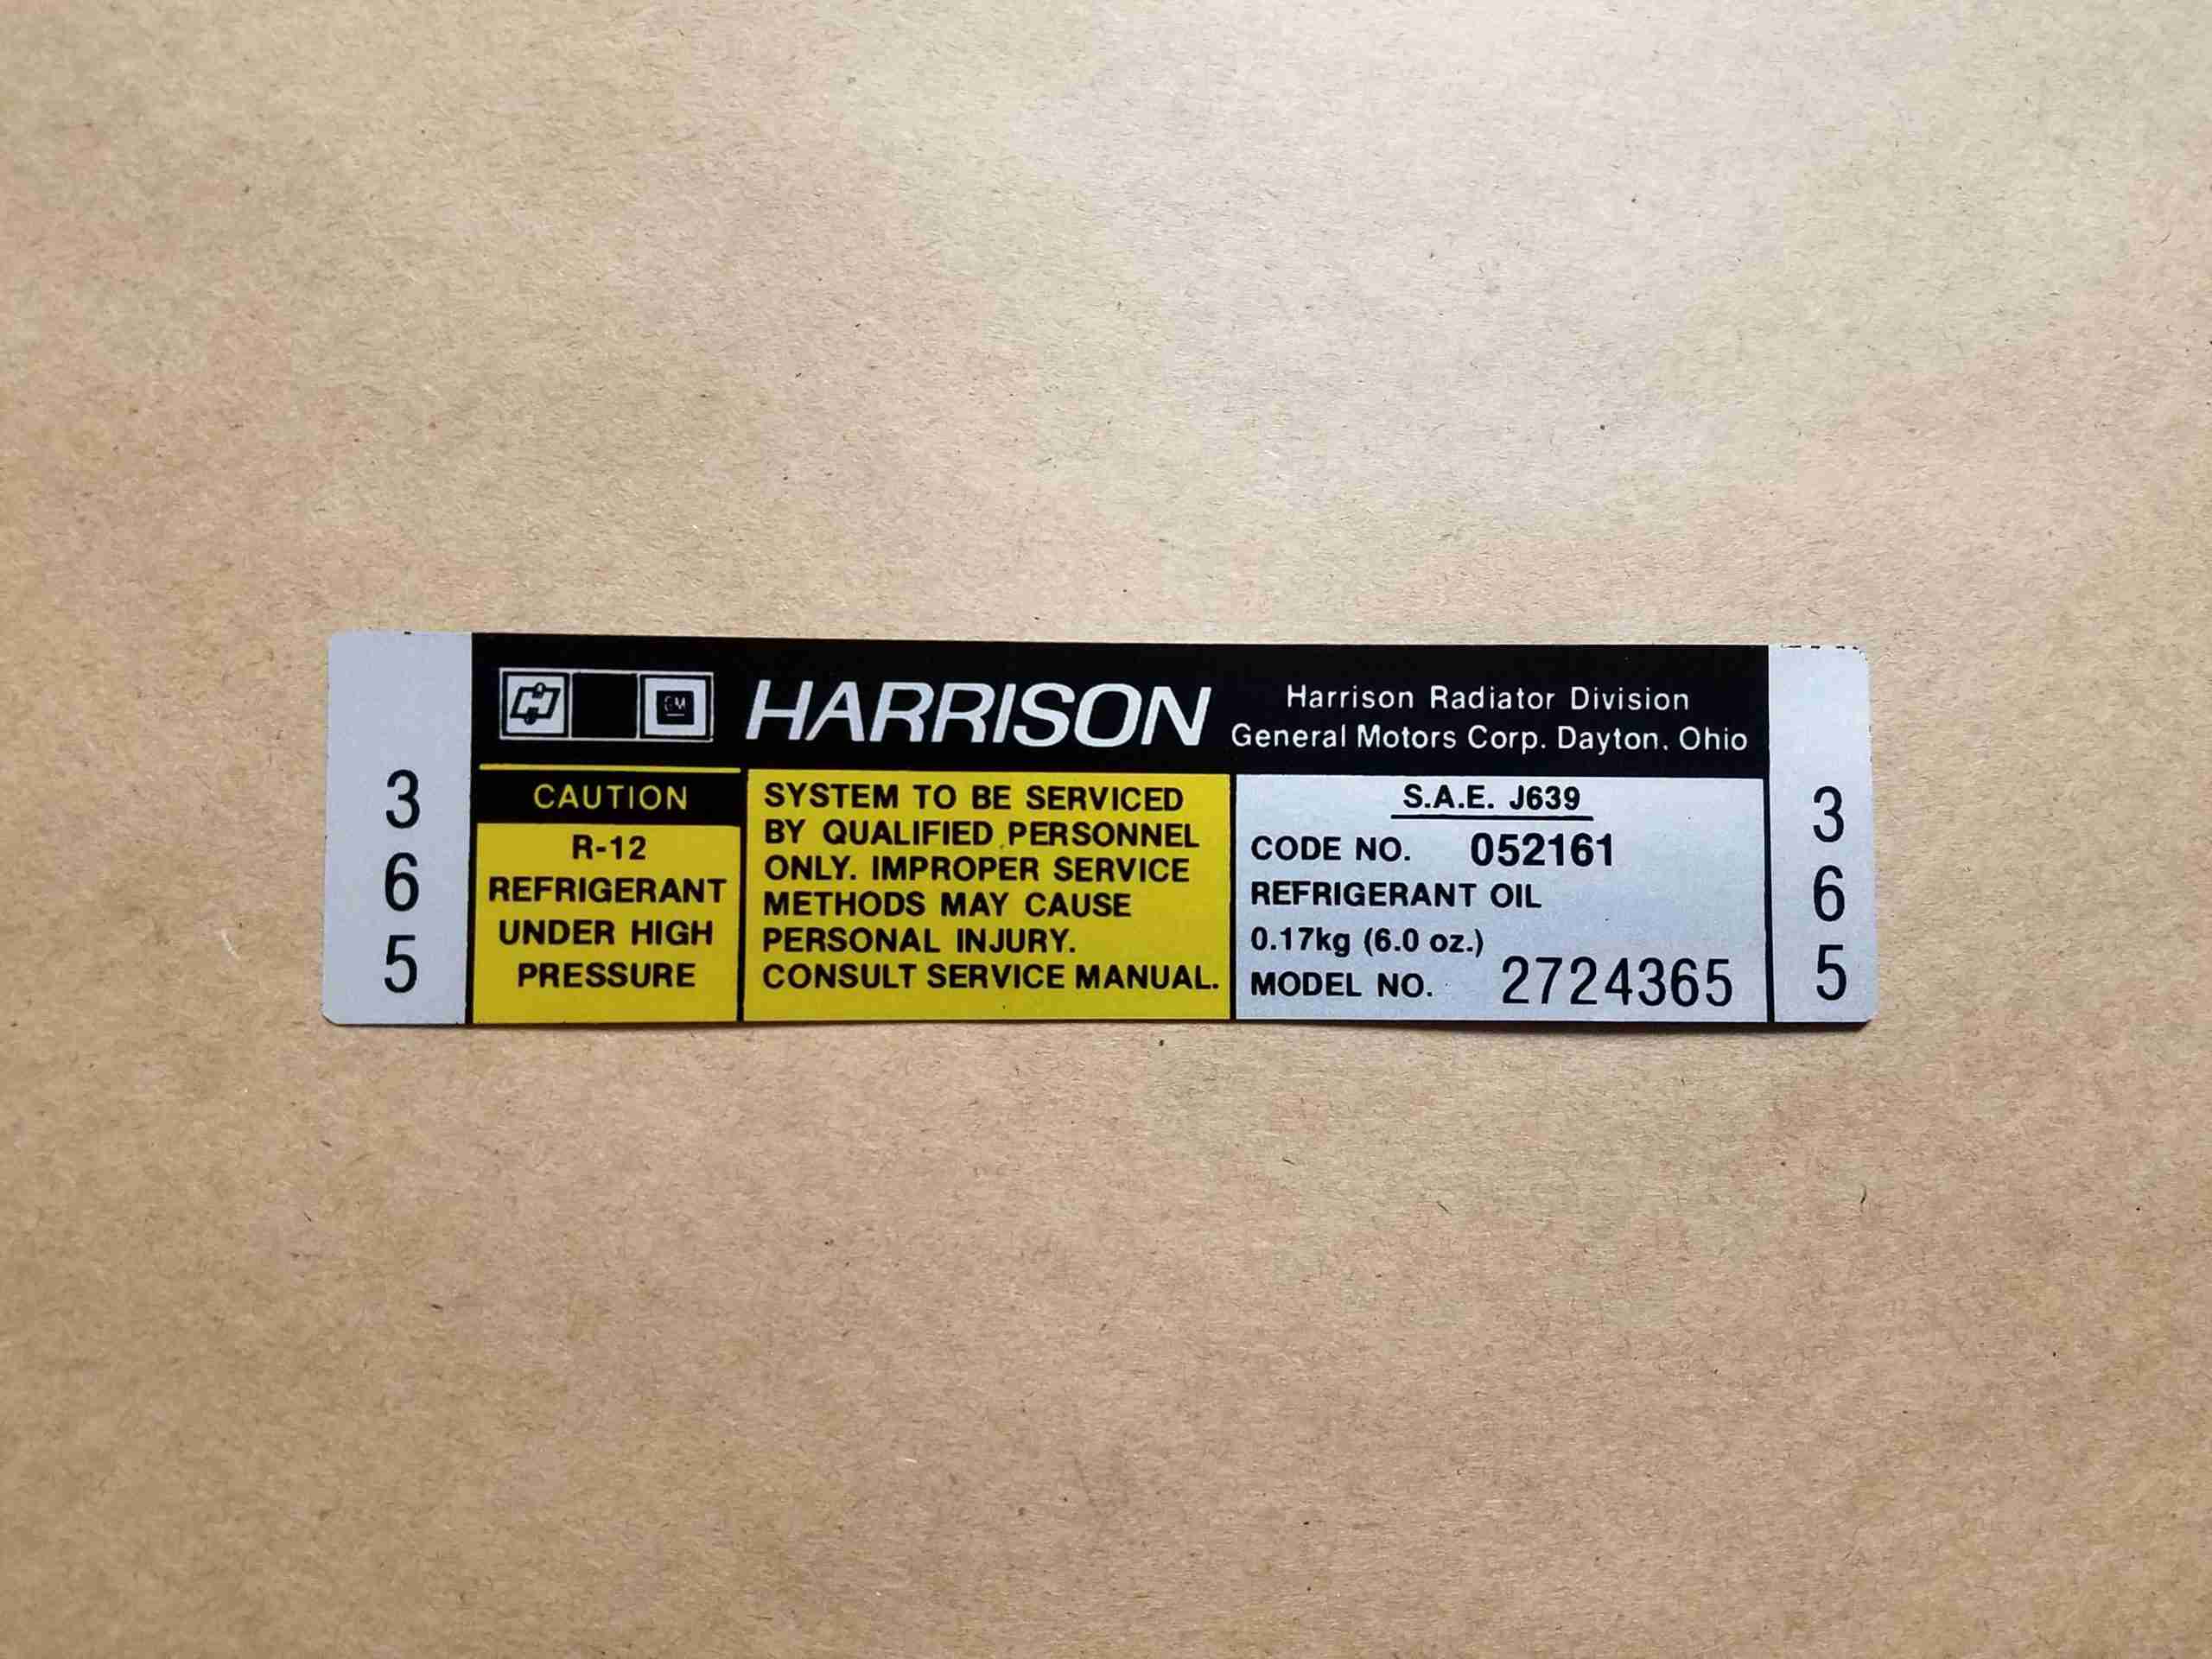 HARRISON
Harrison Radiator Division
General Motors Corp. Dayton, Ohio
3
6
5
CAUTION
R-12
REFRIGERANT
UNDER HIGH
PRESSURE
SYSTEM TO BE SERVICED
BY QUALIFIED PERSONNEL
ONLY. IMPROPER SERVICE
METHODS MAY CAUSE
PERSONAL INJURY.
CONSULT SERVICE MANUAL.
S.A.E. J639
CODE NO. 052161
REFRIGERANT OIL
0.17kg (6.0 oz.)
MODEL NO. 2724365
3
6
5
GM